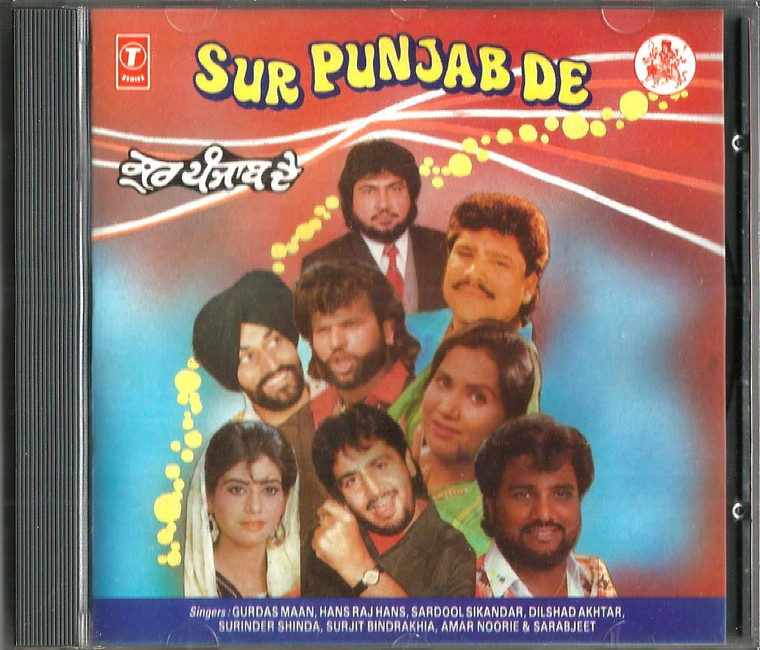 T
SERIES
SUR PUNJAB DE
ਸੁਰ ਪੰਜਾਬ ਦੇ
Singers : GURDAS MAAN, HANS RAJ HANS, SARDOOL SIKANDAR, DILSHAD AKHTAR,
SURINDER SHINDA, SURJIT BINDRAKHIA, AMAR NOORIE & SARABJEET